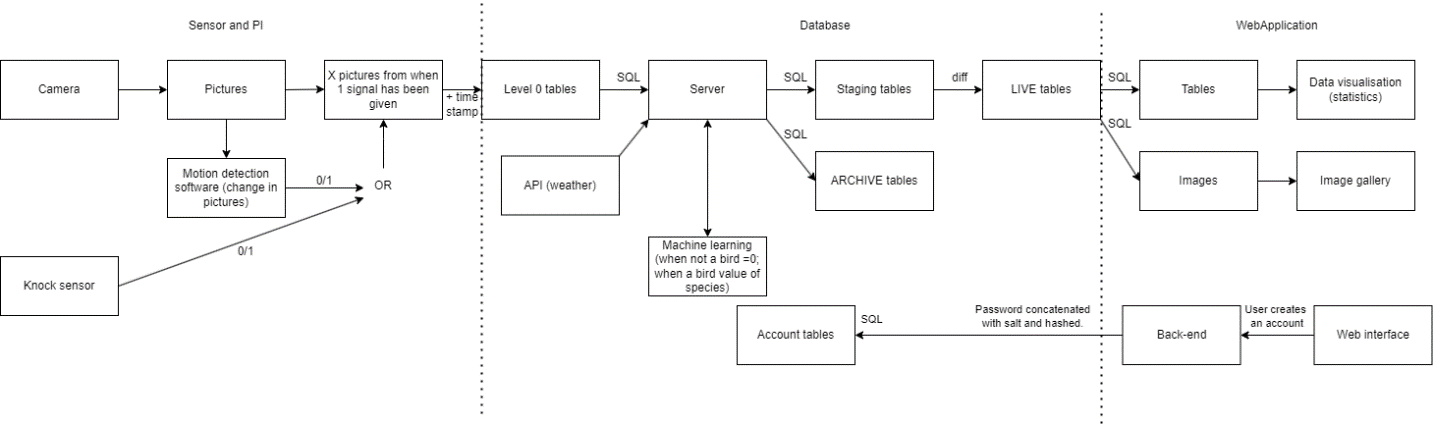 Sensor and PI
Database
WebApplication
Camera
Pictures
X pictures from when
1 signal has been
given
+ time
stamp
Level 0 tables
SQL
Server
SQL
Staging tables
diff
LIVE tables
SQL
Tables
Data visualisation
(statistics)
SQL
SQL
Motion detection
software (change in
pictures)
0/1
OR
API (weather)
ARCHIVE tables
Images
Image gallery
0/1
Knock sensor
Machine learning
(when not a bird =0;
when a bird value of
species)
Account tables
SQL
Password concatenated
with salt and hashed.
Back-end
User creates
an account
Web interface